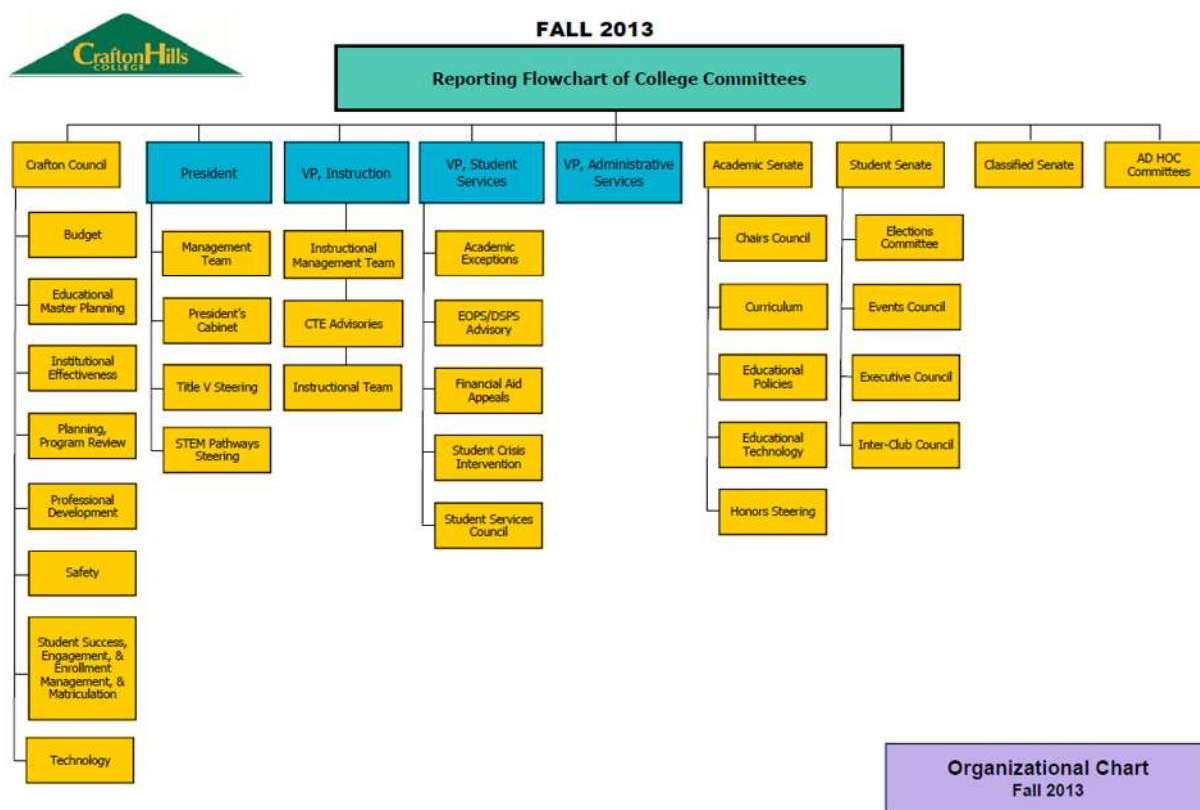 FALL 2013
CraftonHills
COLLEGE
Reporting Flowchart of College Committees
Crafton Council
President
VP, Instruction
VP, Student
Services
VP, Administrative
Services
Academic Senate
Student Senate
Classified Senate
AD HOC
Committees
Budget
Educational
Master Planning
Institutional
Effectiveness
Planning,
Program Review
Professional
Development
Safety
Student Success,
Engagement, &
Enrollment
Management, &
Matriculation
Technology
Management
Team
President's
Cabinet
Title V Steering
STEM Pathways
Steering
Instructional
Management Team
CTE Advisories
Instructional Team
Academic
Exceptions
EOPS/DSPS
Advisory
Financial Aid
Appeals
Student Crisis
Intervention
Student Services
Council
Chairs Council
Curriculum
Educational
Policies
Educational
Technology
Honors Steering
Elections
Committee
Events Council
Executive Council
Inter-Club Council
Organizational Chart
Fall 2013